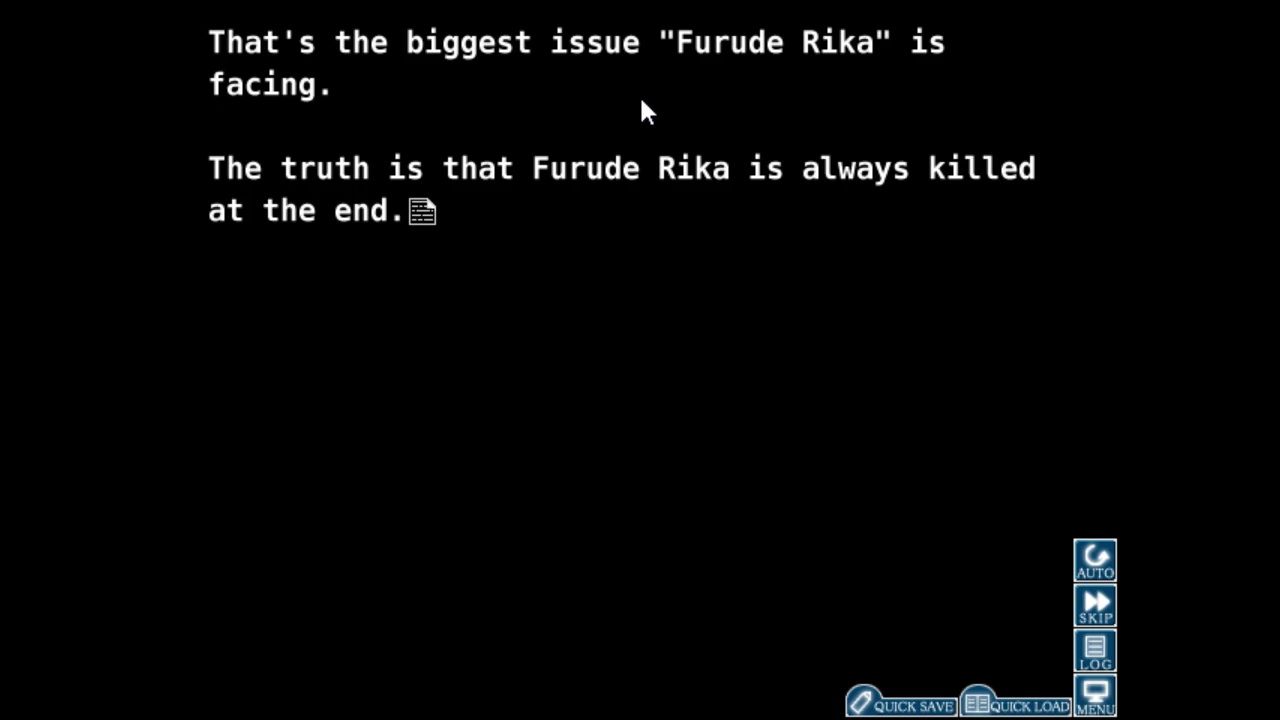 That's the biggest issue "Furude Rika" is
facing.
The truth is that Furude Rika is always killed
at the end.
AUTO
SKIP
LOG
QUICK SAVE
QUICK LOAD
MENU